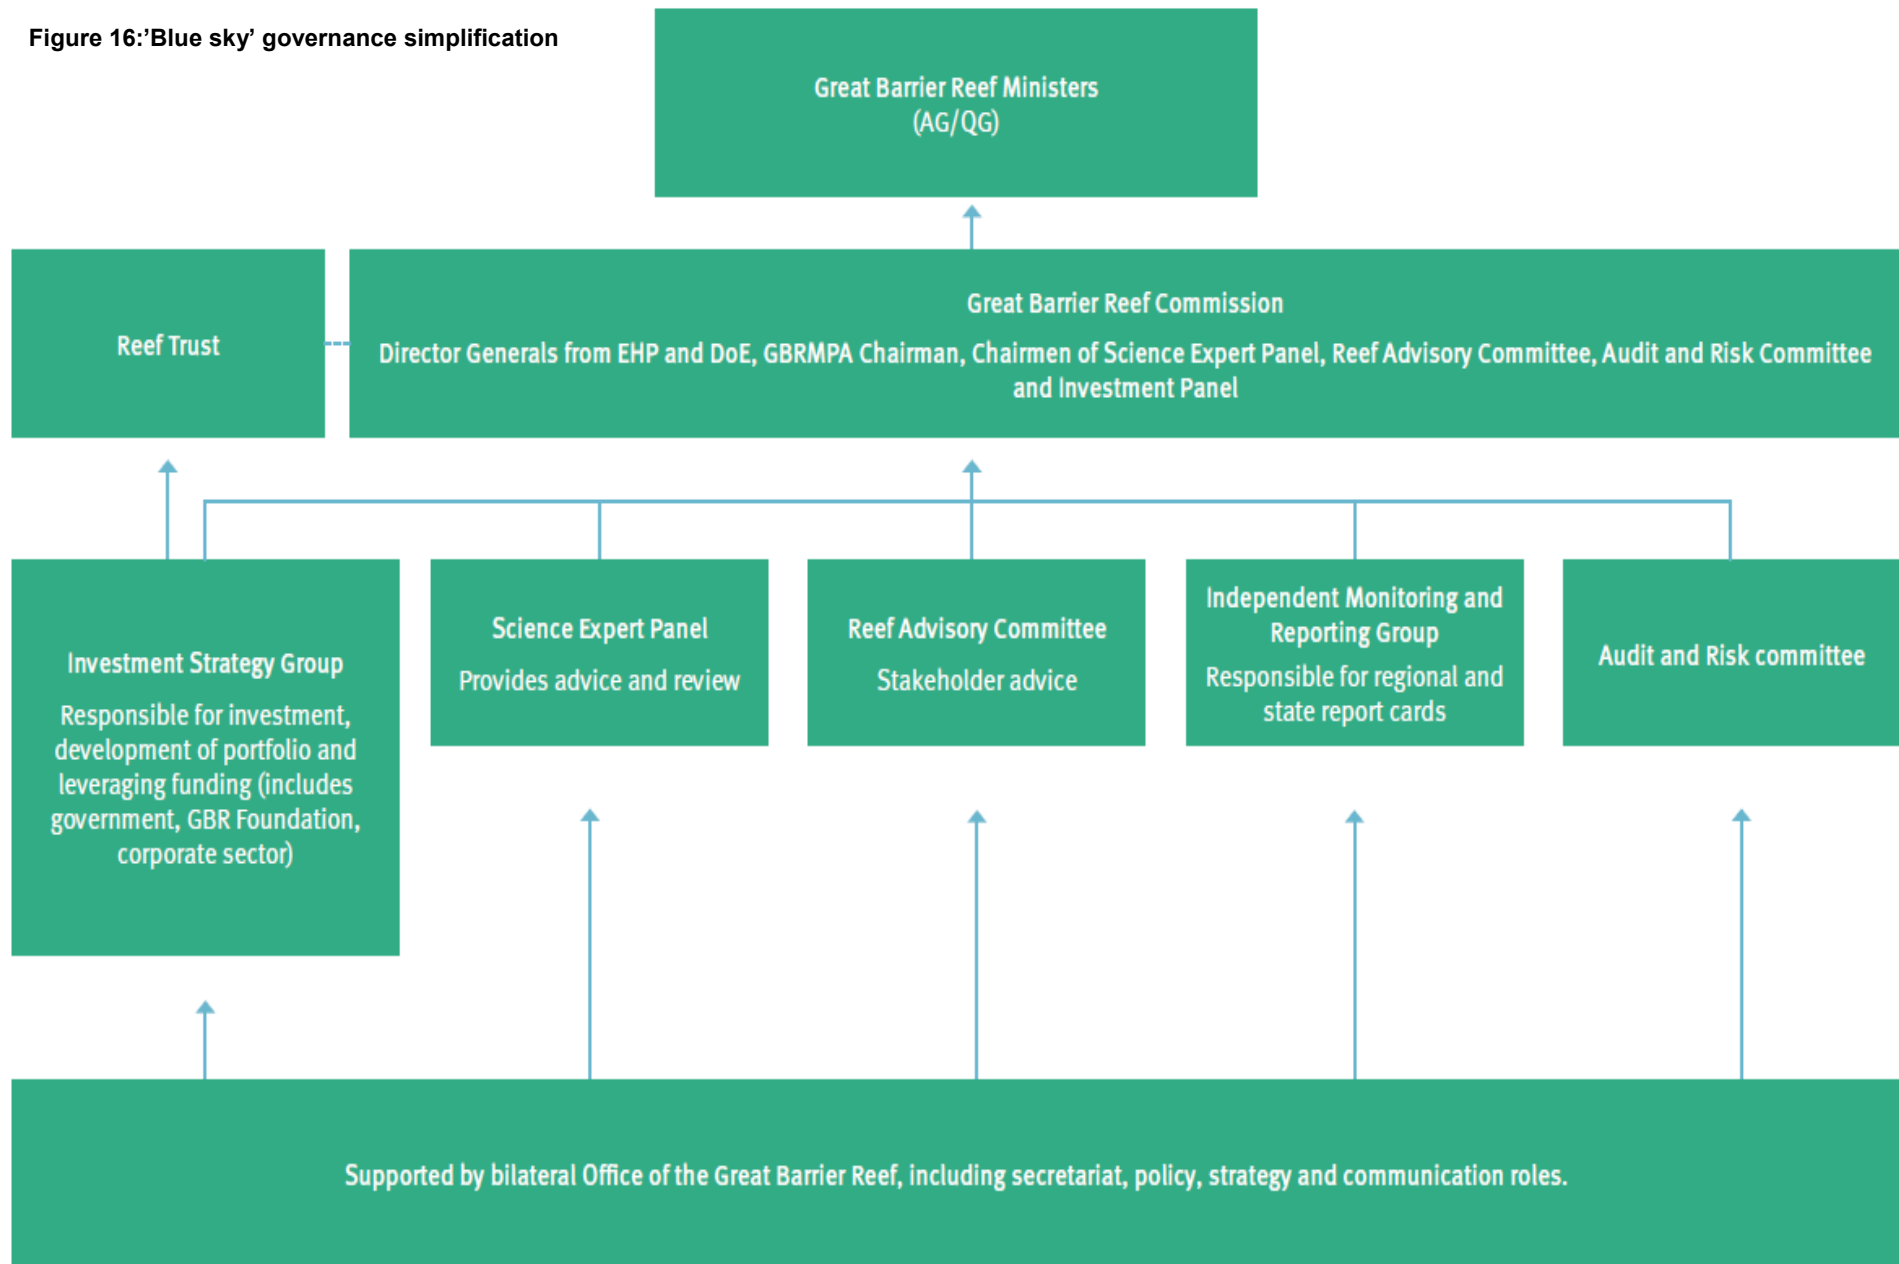 Figure 16:’Blue sky’ governance simplification
Great Barrier Reef Ministers
(AG/QG)
Reef Trust
Great Barrier Reef Commission
Director Generals from EHP and DoE, GBRMPA Chairman, Chairmen of Science Expert Panel, Reef Advisory Committee, Audit and Risk Committee
and Investment Panel
Investment Strategy Group
Responsible for investment,
development of portfolio and
leveraging funding (includes
government, GBR Foundation,
corporate sector)
Science Expert Panel
Provides advice and review
Reef Advisory Committee
Stakeholder advice
Independent Monitoring and
Reporting Group
Responsible for regional and
state report cards
Audit and Risk committee
Supported by bilateral Office of the Great Barrier Reef, including secretariat, policy, strategy and communication roles.